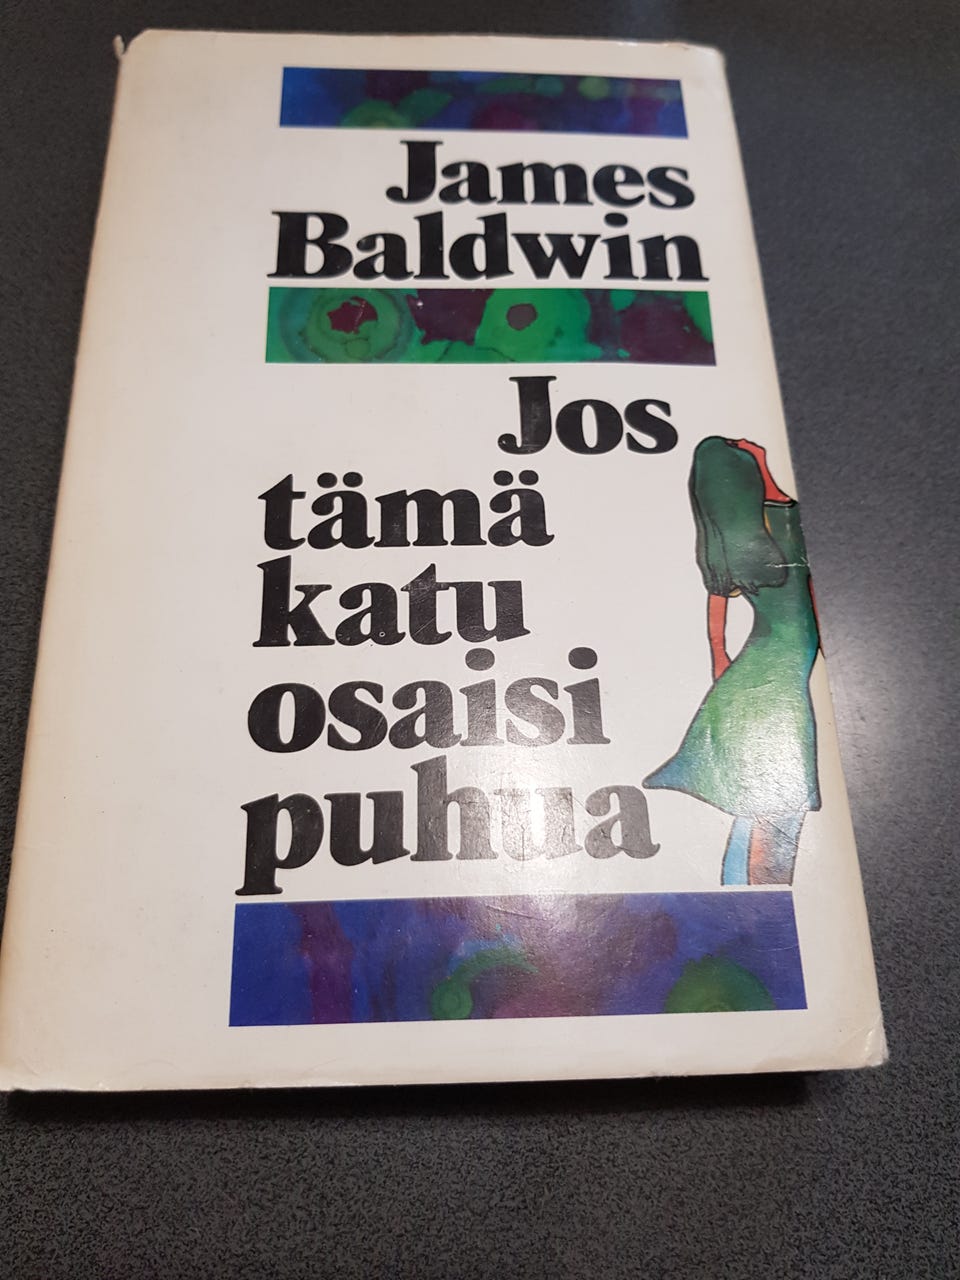 James
Baldwin
Jos
tämä
katu
osaisi
puhua